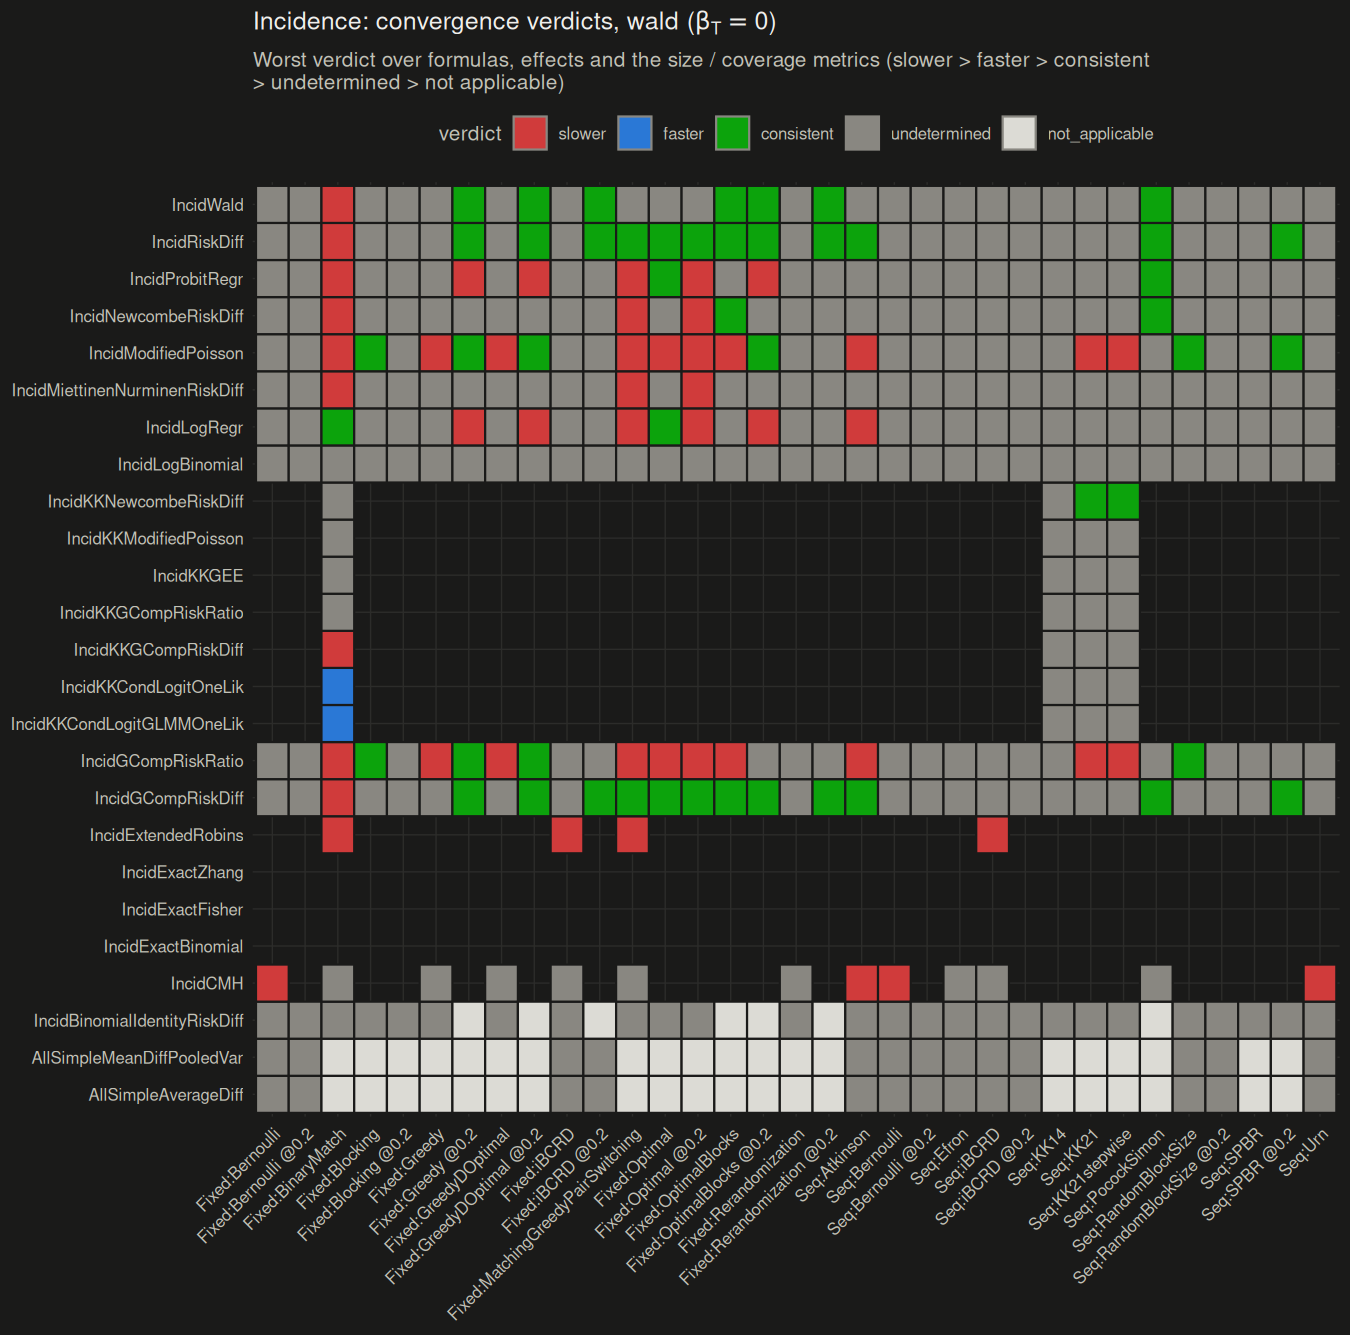 Incidence: convergence verdicts, wald (βT = 0)
Worst verdict over formulas, effects and the size / coverage metrics (slower > faster > consistent
> undetermined > not applicable)
verdict slower faster consistent undetermined not_applicable
IncidWald
IncidRiskDiff
IncidProbitRegr
IncidNewcombeRiskDiff
IncidModifiedPoisson
IncidMiettinenNurminenRiskDiff
IncidLogRegr
IncidLogBinomial
IncidKKNewcombeRiskDiff
IncidKKModifiedPoisson
IncidKKGEE
IncidKKGCompRiskRatio
IncidKKGCompRiskDiff
IncidKKCondLogitOneLik
IncidKKCondLogitGLMMOneLik
IncidGCompRiskRatio
IncidGCompRiskDiff
IncidExtendedRobins
IncidExactZhang
IncidExactFisher
IncidExactBinomial
IncidCMH
IncidBinomialIdentityRiskDiff
AllSimpleMeanDiffPooledVar
AllSimpleAverageDiff
Fixed:Bernoulli
Fixed:Bernoulli @0.2
Fixed:BinaryMatch
Fixed:Blocking
Fixed:Blocking @0.2
Fixed:Greedy
Fixed:Greedy @0.2
Fixed:GreedyDOptimal
Fixed:GreedyDOptimal @0.2
Fixed:iBCRD
Fixed:iBCRD @0.2
Fixed:MatchingGreedyPairSwitching
Fixed:Optimal
Fixed:Optimal @0.2
Fixed:OptimalBlocks
Fixed:OptimalBlocks @0.2
Fixed:Rerandomization
Fixed:Rerandomization @0.2
Seq:Atkinson
Seq:Bernoulli
Seq:Bernoulli @0.2
Seq:Efron
Seq:iBCRD
Seq:iBCRD @0.2
Seq:KK14
Seq:KK21
Seq:KK21stepwise
Seq:PocockSimon
Seq:RandomBlockSize
Seq:RandomBlockSize @0.2
Seq:SPBR
Seq:SPBR @0.2
Seq:Urn